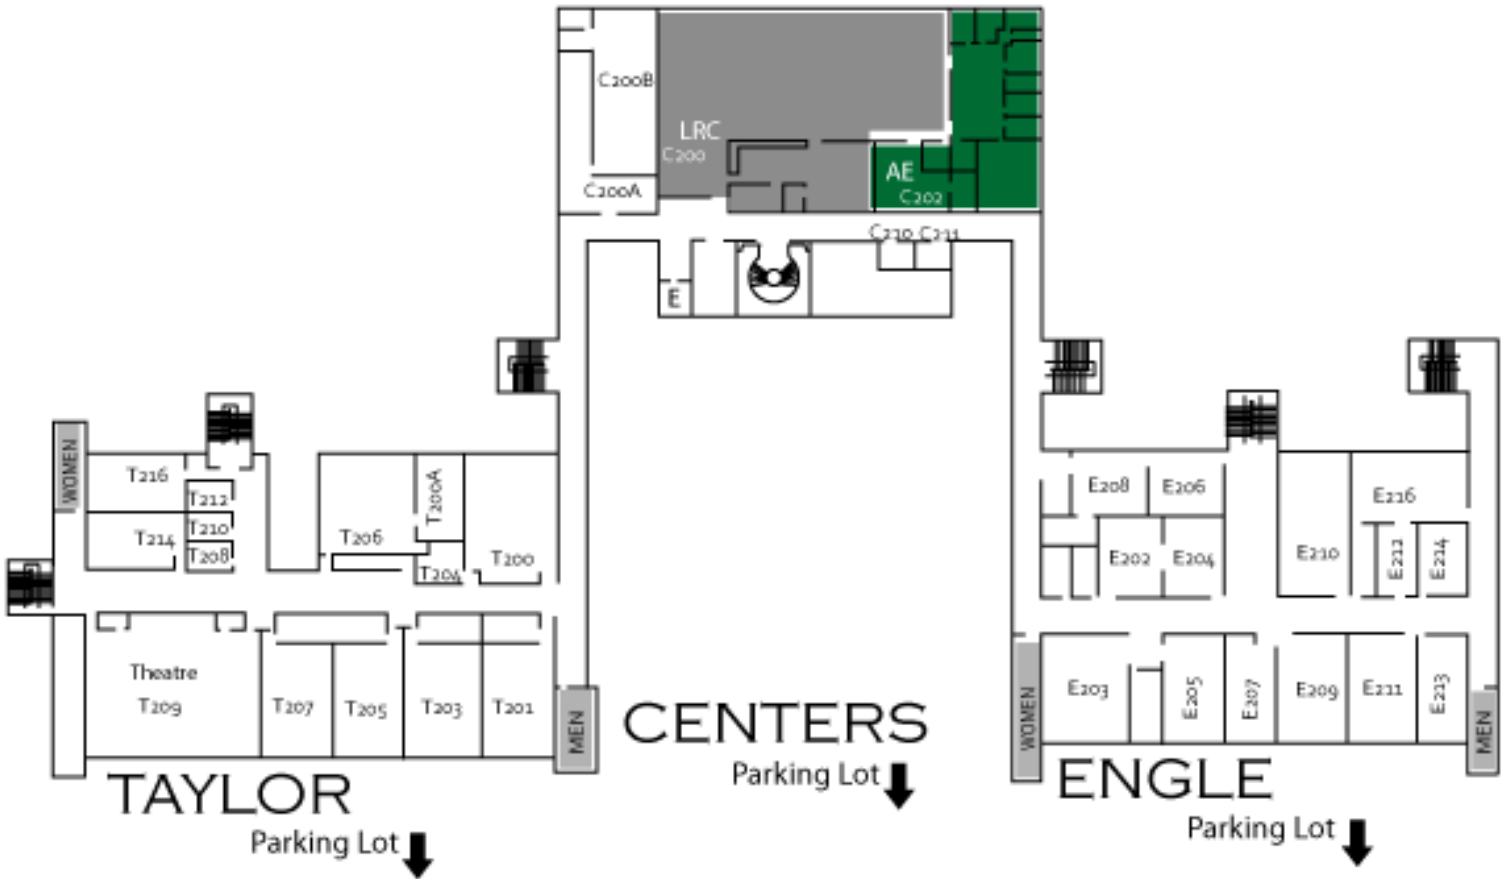 C200B
LRC
C200
C200A
AE
C202
C210 C211
E
WOMEN
T216
T212
T210
T214
T208
T206
T200A
T204
T200
Theatre
T209
T207
T205
T203
T201
MEN
E208
E206
E202
E204
E210
E216
E212
E214
WOMEN
E203
E205
E207
E209
E211
E213
MEN
CENTERS
Parking Lot
TAYLOR
Parking Lot
ENGLE
Parking Lot